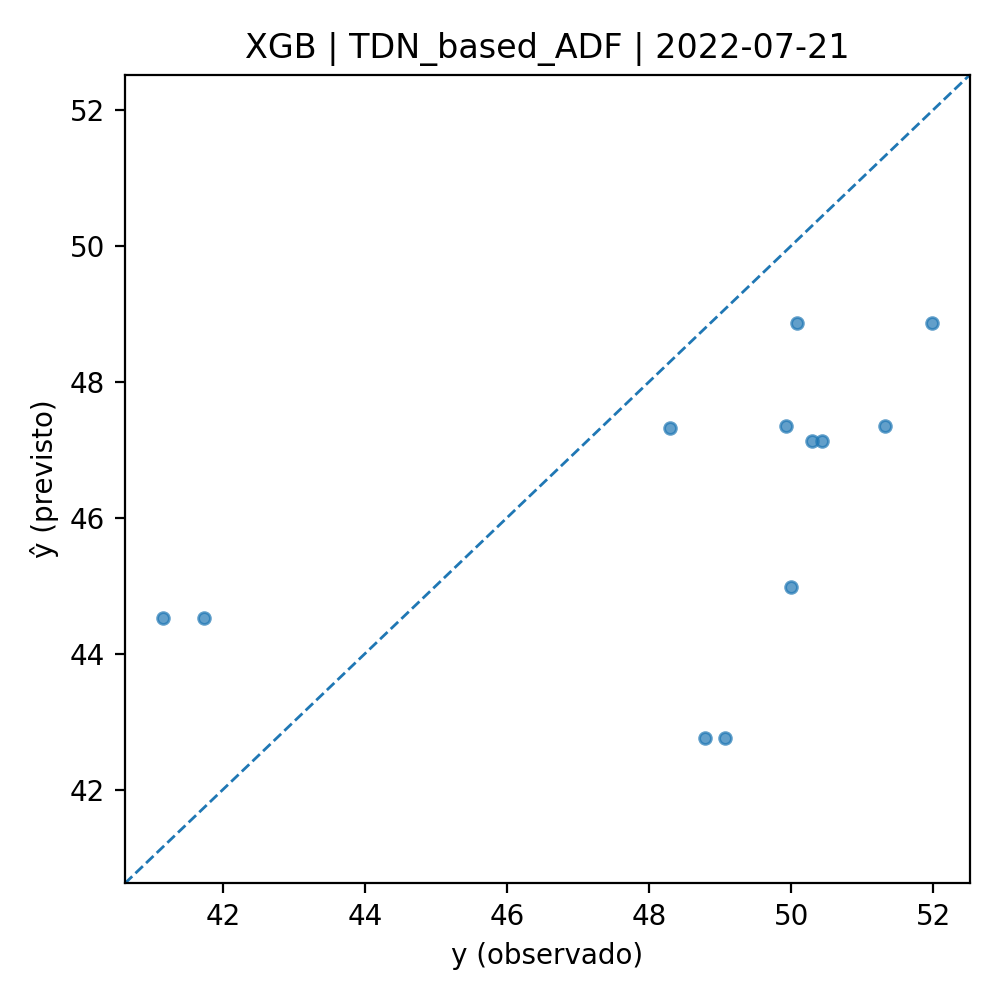 XGB | TDN_based_ADF | 2022-07-21
52
50
48
46
44
42
ŷ (previsto)
42 44 46 48 50 52
y (observado)